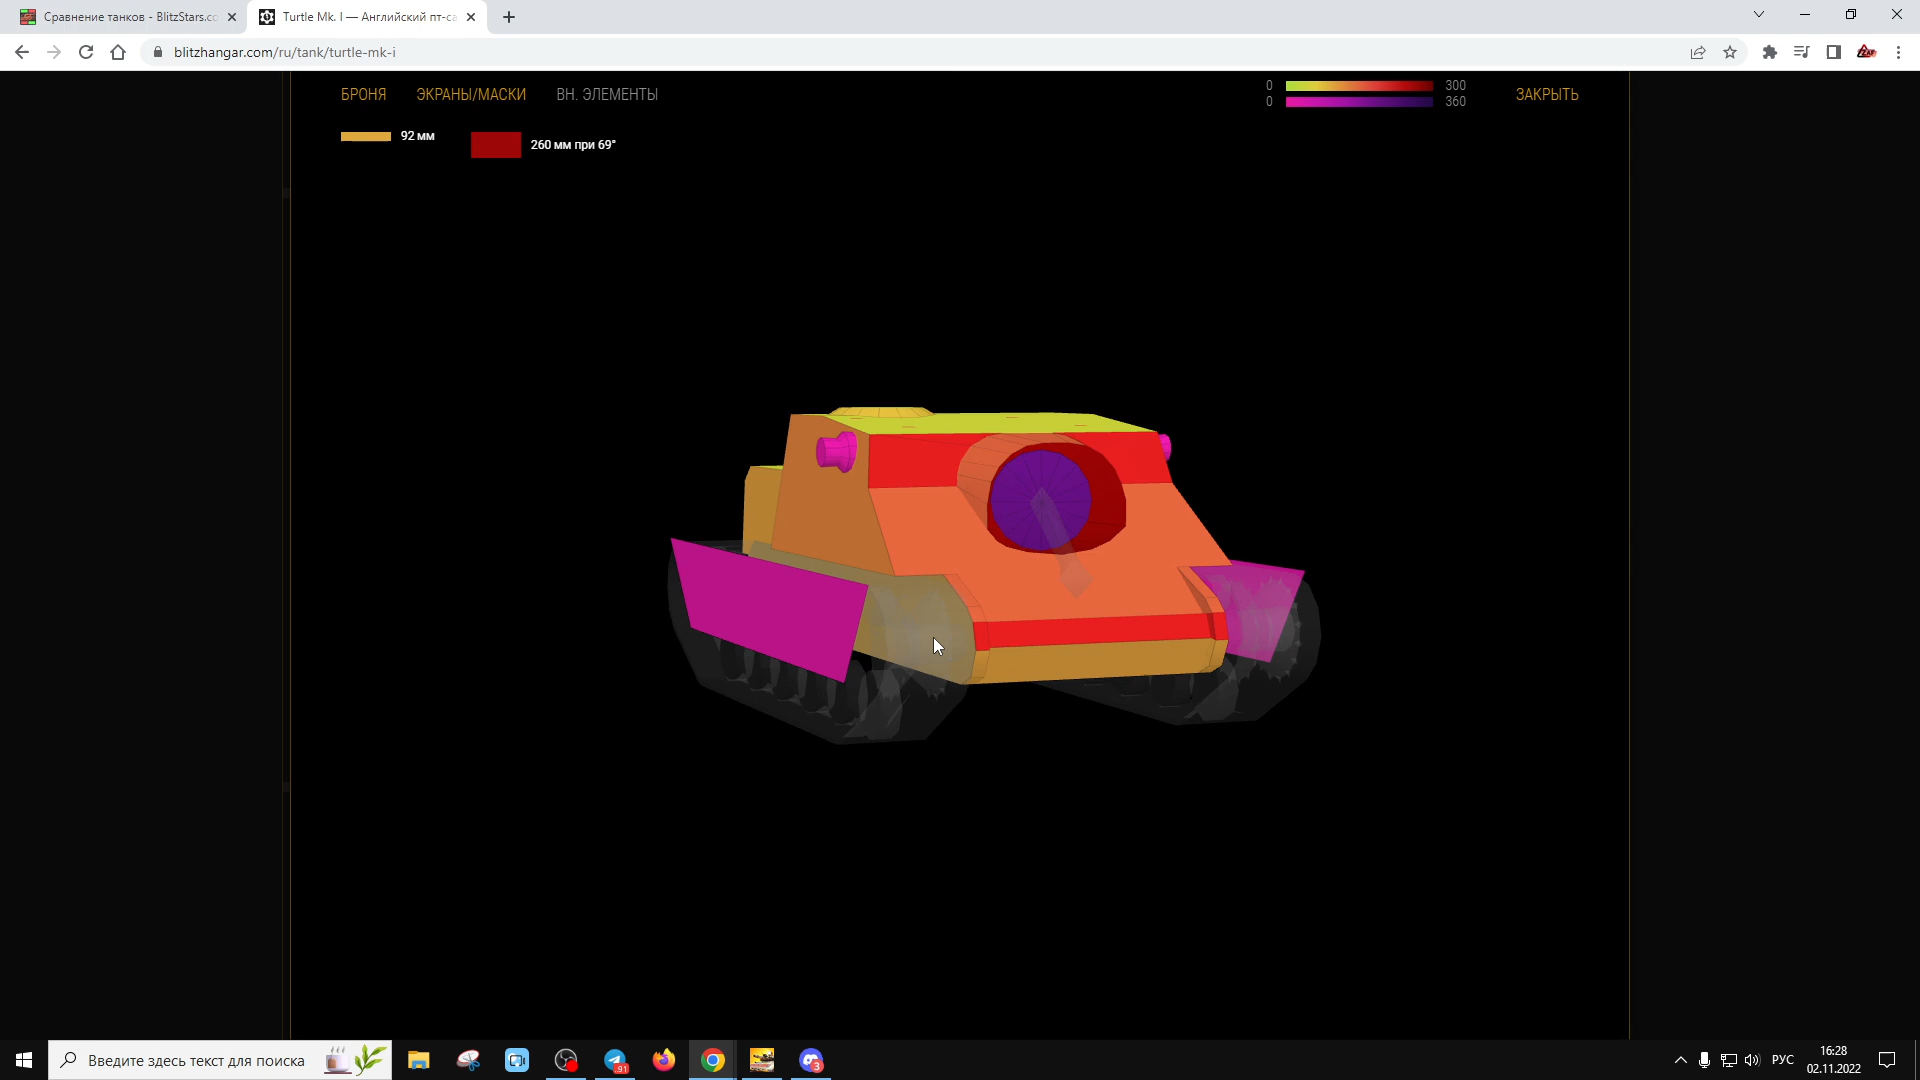 Сравнение танков - BlitzStars.co
Turtle Mk. I — Английский пт-са
blitzhangar.com/ru/tank/turtle-mk-i
БРОНЯ ЭКРАНЫ/МАСКИ ВН. ЭЛЕМЕНТЫ
0 300
0 360
ЗАКРЫТЬ
92 мм
260 мм при 69°
Введите здесь текст для поиска
91
3
РУС
16:28
02.11.2022